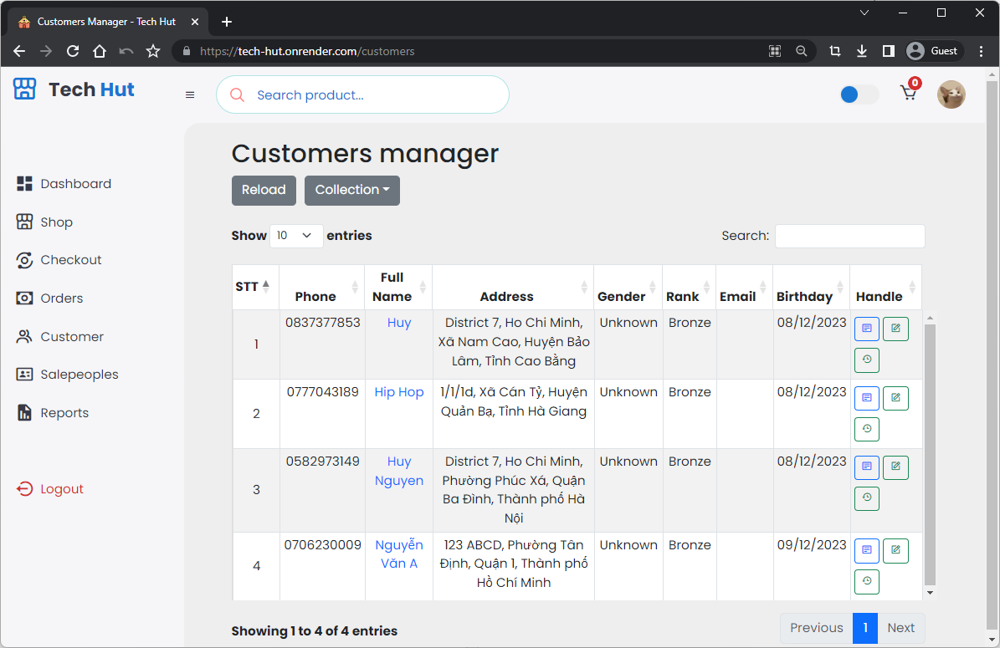 Customers Manager - Tech Hut
https://tech-hut.onrender.com/customers
Guest
Tech Hut
Search product...
0
Dashboard
Shop
Checkout
Orders
Customer
Salepeoples
Reports
Logout
Customers manager
Reload
Collection
Show 10 entries
Search:
STT Phone Full Name Address Gender Rank Email Birthday Handle
1 0837377853 Huy District 7, Ho Chi Minh, Unknown Bronze 08/12/2023
Xã Nam Cao, Huyện Bảo
Lâm, Tỉnh Cao Bằng
2 0777043189 Hip Hop 1/1/1d, Xã Cán Tỷ, Huyện Unknown Bronze 08/12/2023
Quản Bạ, Tỉnh Hà Giang
3 0582973149 Huy District 7, Ho Chi Minh, Unknown Bronze 08/12/2023
Nguyen Phường Phúc Xá, Quận
Ba Đình, Thành phố Hà
Nội
4 0706230009 Nguyễn 123 ABCD, Phường Tân Unknown Bronze 09/12/2023
Văn A Định, Quận 1, Thành phố
Hồ Chí Minh
Showing 1 to 4 of 4 entries
Previous 1 Next